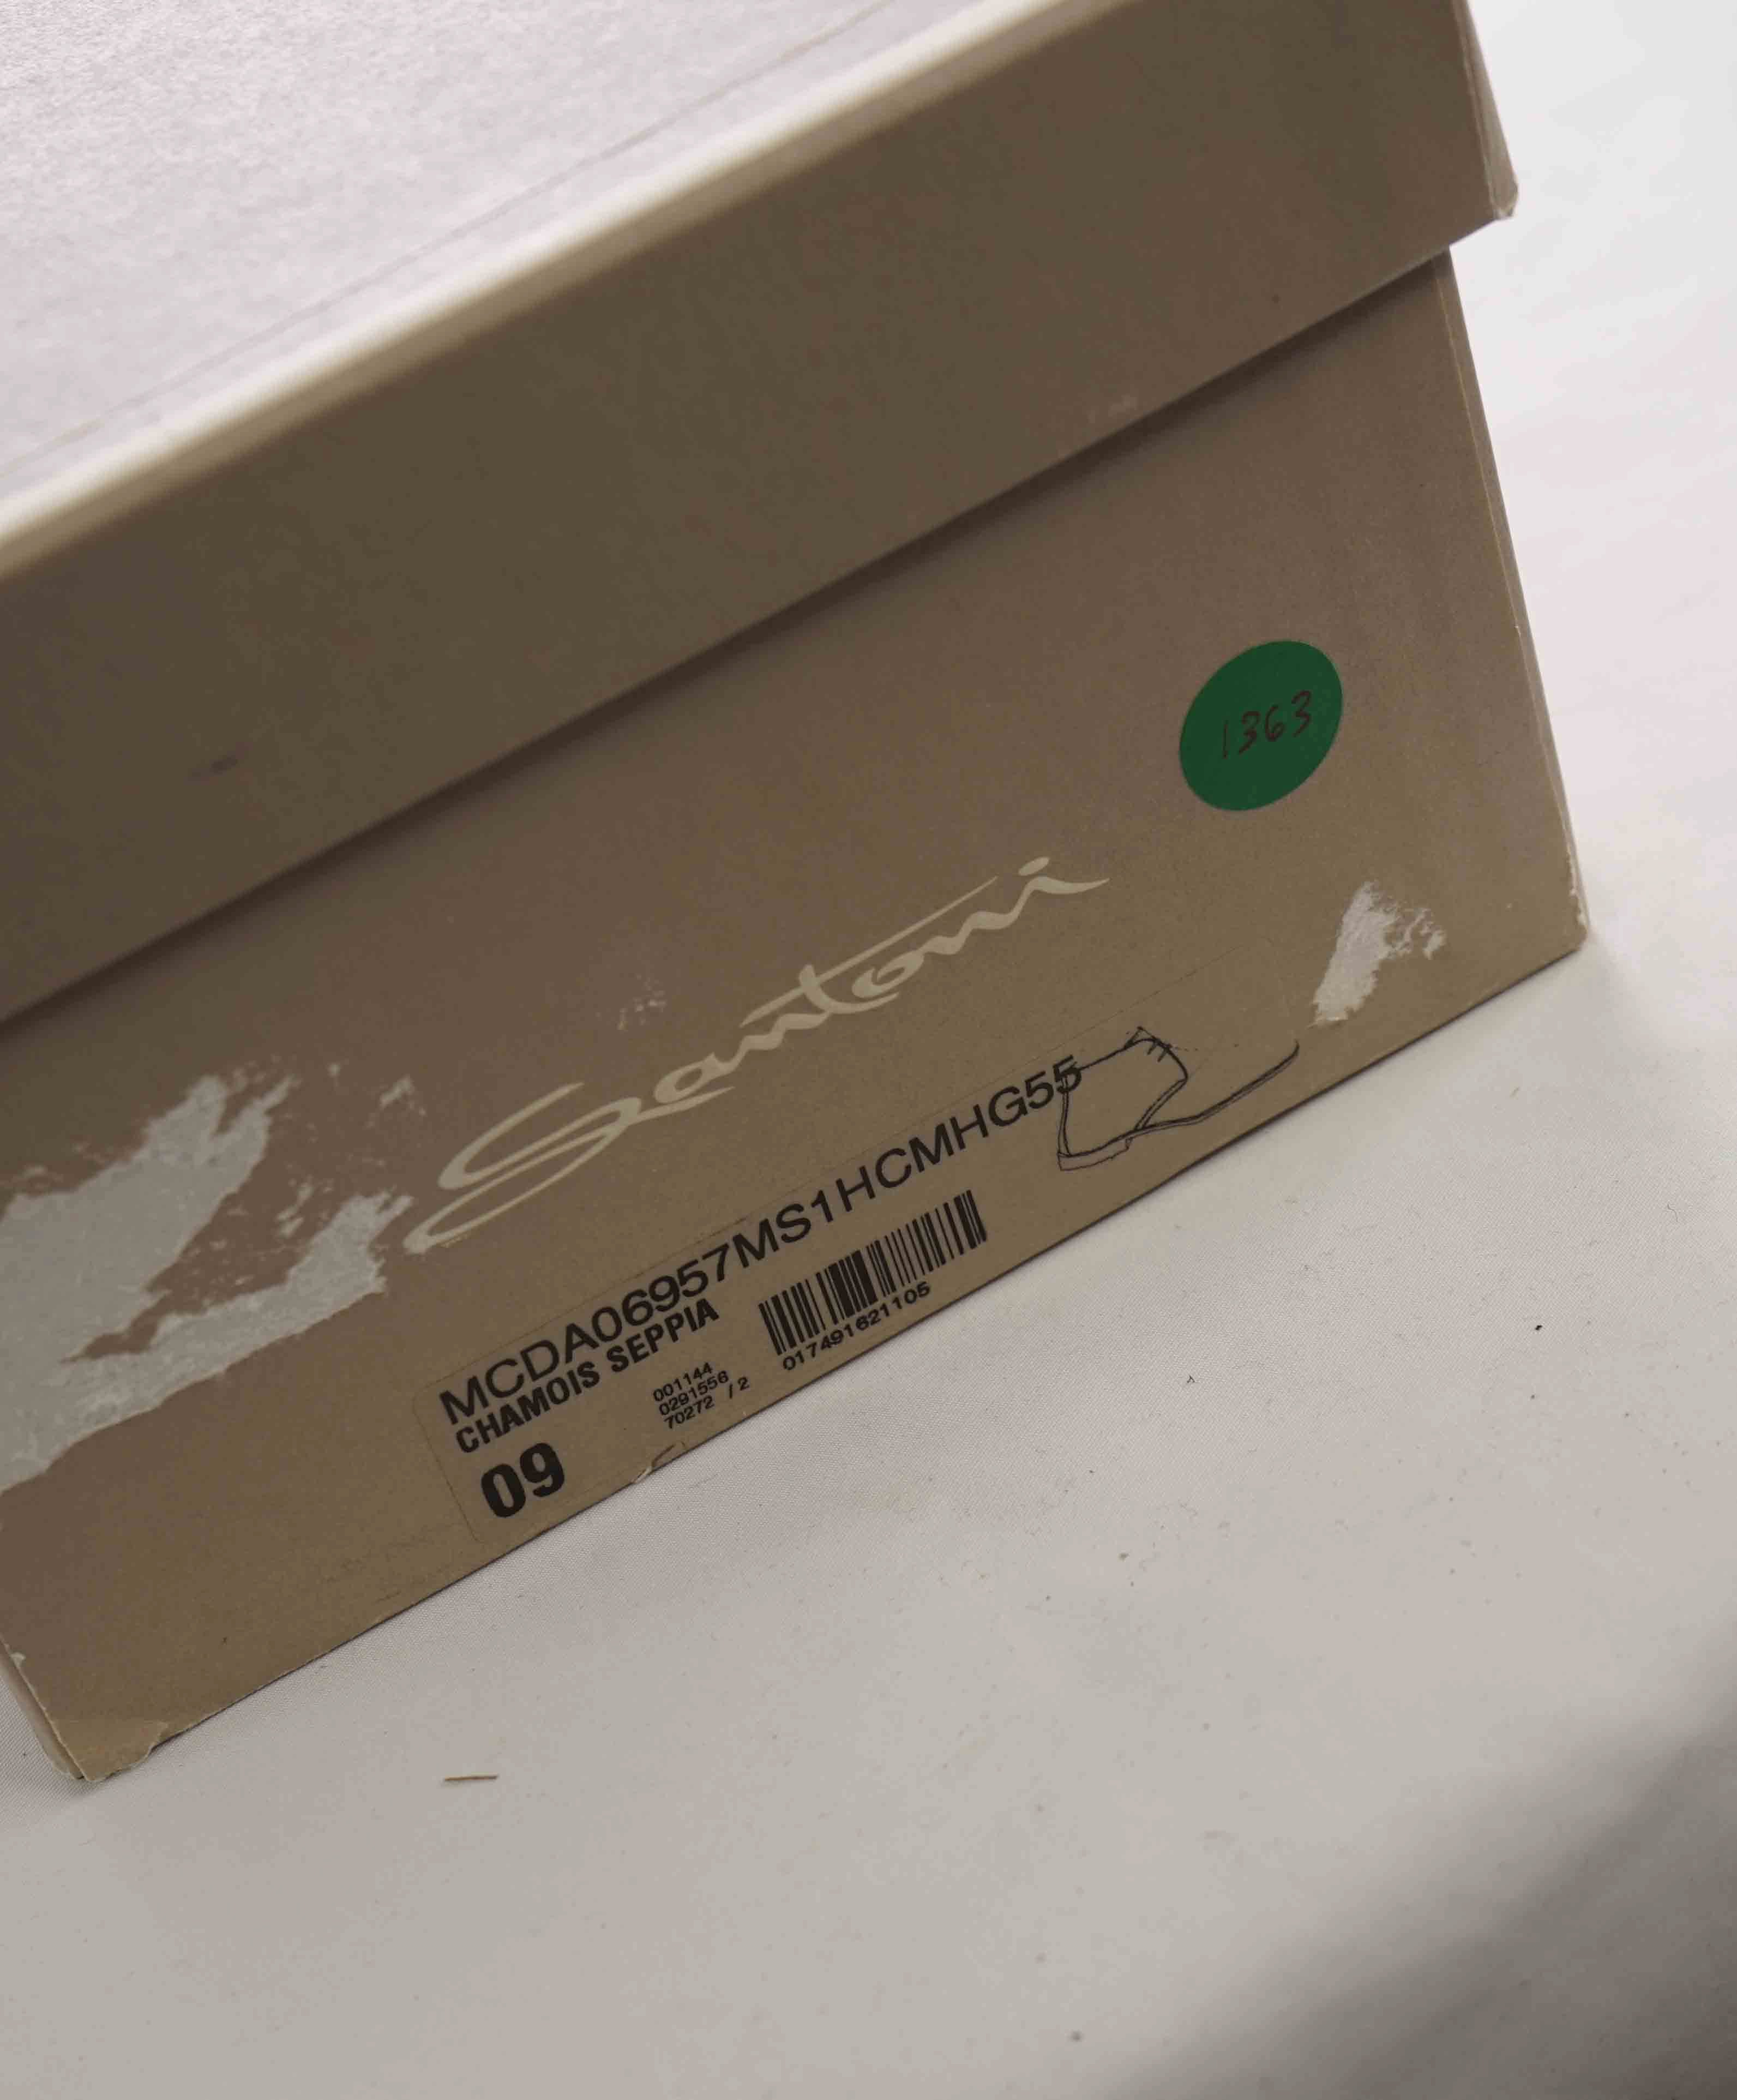 1363
Santoni
MCDA06957MS1HCMHG55
CHAMOIS SEPPIA
001144
0291556
70272 /2
017491621105
09